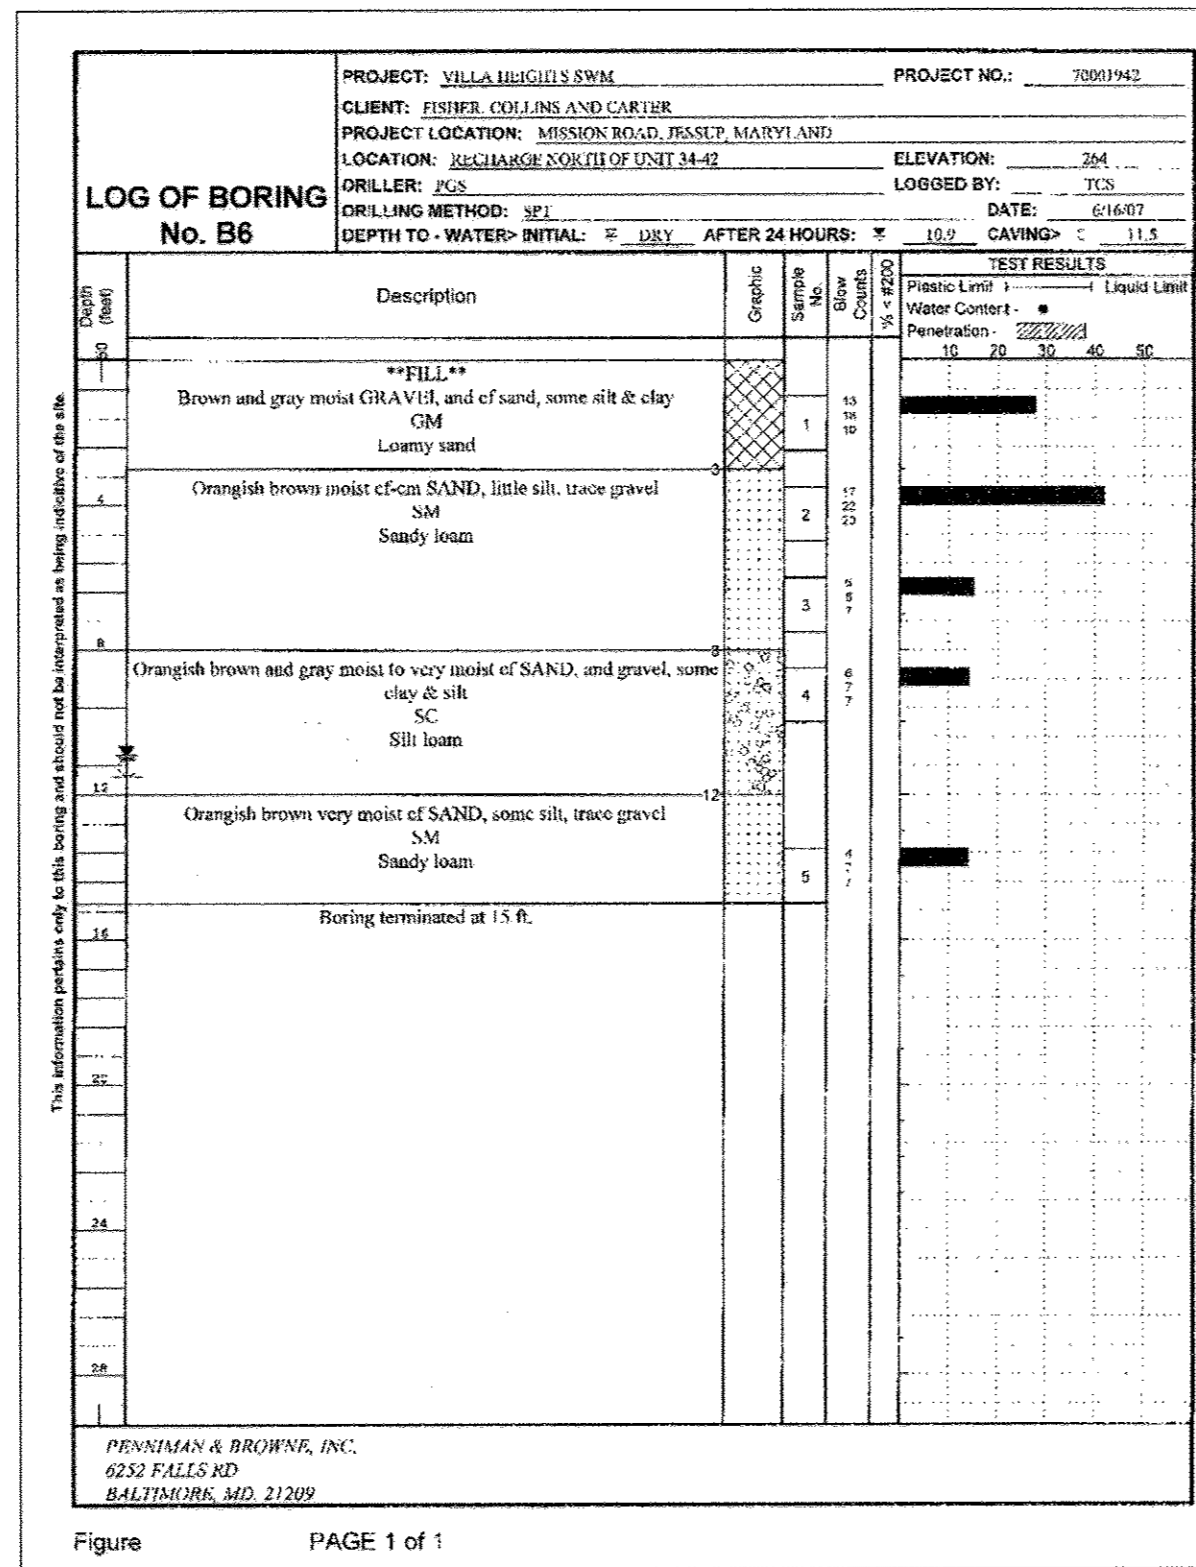 LOG OF BORING
No. B6
PROJECT: VILLA HEIGHTS SWM PROJECT NO.: 70001942
CLIENT: FISHER, COLLINS AND CARTER
PROJECT LOCATION: MISSION ROAD, JESSUP, MARYLAND
LOCATION: RECHARGE NORTH OF UNIT 34-42 ELEVATION: 264
DRILLER: PGS LOGGED BY: TCS
DRILLING METHOD: SPT DATE: 6/16/07
DEPTH TO - WATER> INITIAL: DRY AFTER 24 HOURS: 10.9 CAVING> C 11.5
Depth (feet)
Description
Graphic
Sample No.
Blow Counts
% < #200
TEST RESULTS
Plastic Limit Liquid Limit
Water Content -
Penetration -
10 20 30 40 50
0
**FILL**
Brown and gray moist GRAVEL, and cf sand, some silt & clay
GM
Loamy sand
1
13
18
10
3
Orangish brown moist cf-cm SAND, little silt, trace gravel
SM
Sandy loam
4
2
17
22
20
3
5
8
7
8
8
Orangish brown and gray moist to very moist cf SAND, and gravel, some
clay & silt
SC
Silt loam
4
6
7
7
12
12
Orangish brown very moist cf SAND, some silt, trace gravel
SM
Sandy loam
5
4
7
7
Boring terminated at 15 ft.
16
20
24
28
This information pertains only to this boring and should not be interpreted as being indicitive of the site.
PENNIMAN & BROWNE, INC.
6252 FALLS RD
BALTIMORE, MD. 21209
Figure PAGE 1 of 1